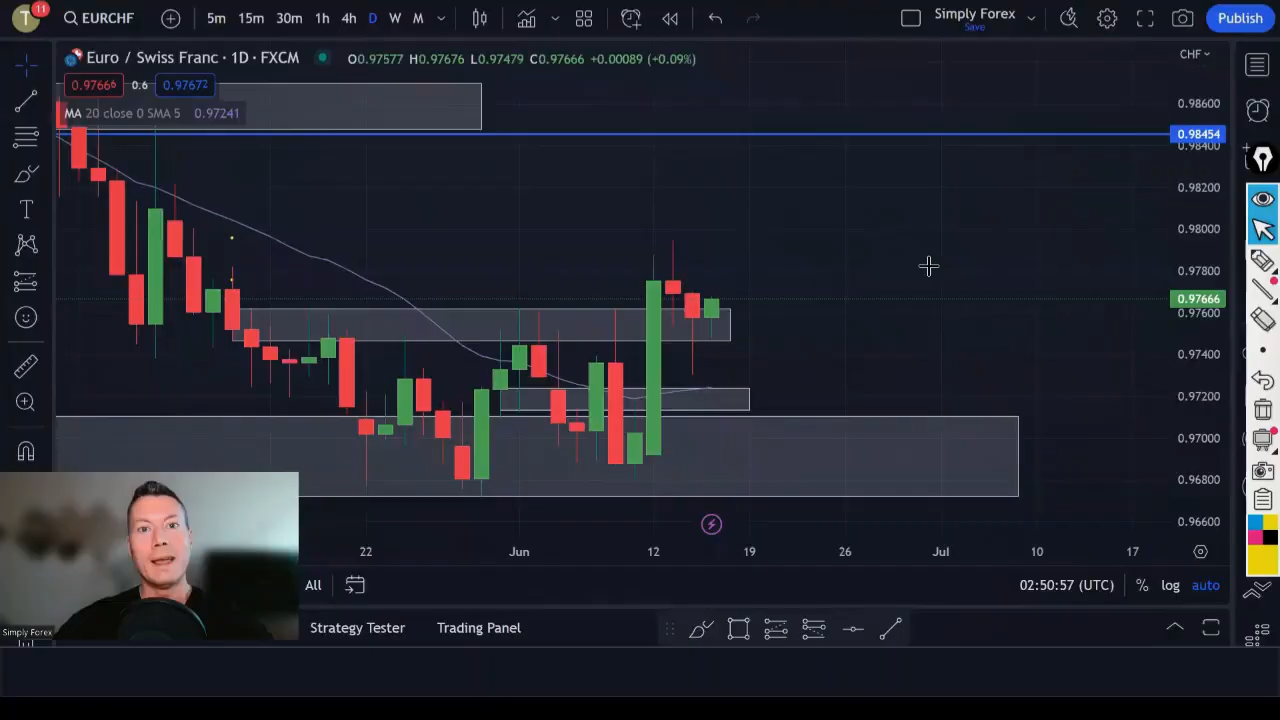 T 11 EURCHF 5m 15m 30m 1h 4h D W M Simply Forex Save Publish
Euro / Swiss Franc · 1D · FXCM O0.97577 H0.97676 L0.97479 C0.97666 +0.00089 (+0.09%) CHF
0.97666 0.6 0.97672
MA 20 close 0 SMA 5 0.97241
0.98600
0.98454
0.98400
0.98200
0.98000
0.97800
0.97666
0.97600
0.97400
0.97200
0.97000
0.96800
0.96600
22 Jun 12 19 26 Jul 10 17
All 02:50:57 (UTC) % log auto
Simply Forex Strategy Tester Trading Panel